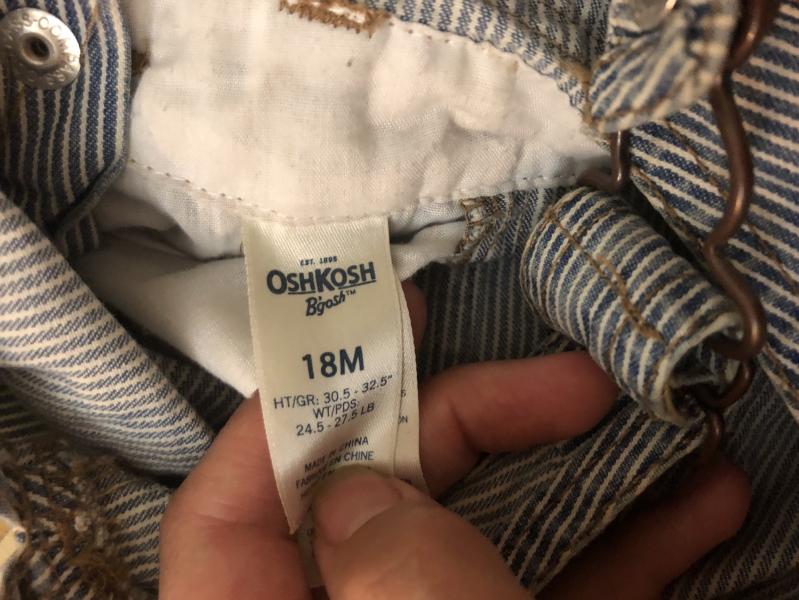 EST. 1895
OSHKOSH
B'gosh™
18M
HT/GR: 30.5 - 32.5"
WT/PDS:
24.5 - 27.5 LB
MADE IN CHINA
FABRIQUÉ EN CHINE